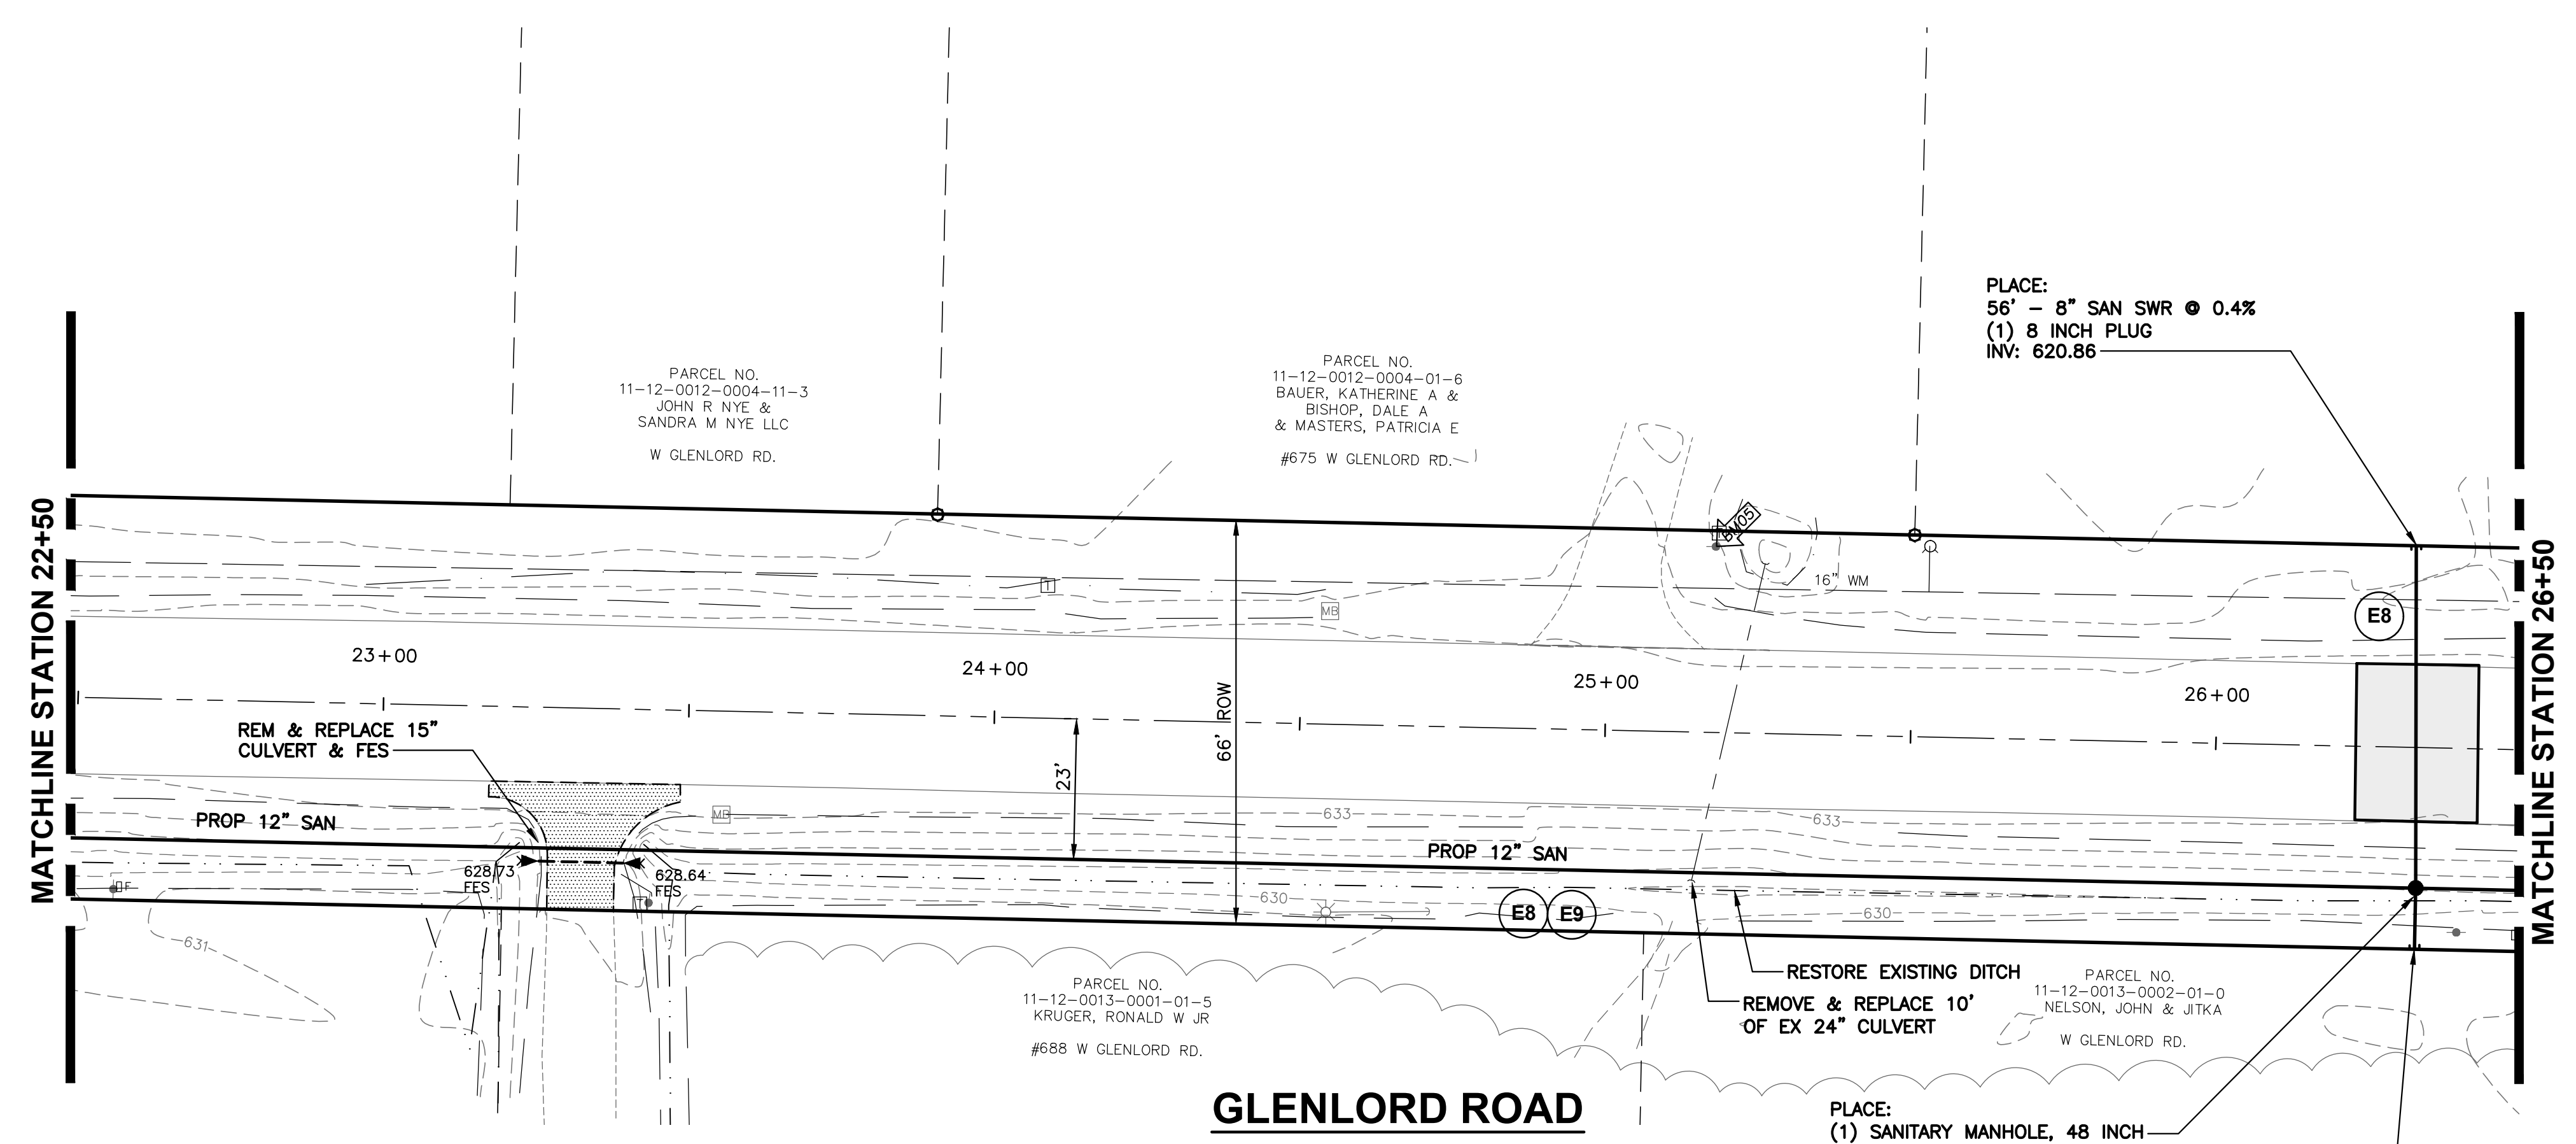 PLACE:
56' – 8" SAN SWR @ 0.4%
(1) 8 INCH PLUG
INV: 620.86
PARCEL NO.
11-12-0012-0004-11-3
JOHN R NYE &
SANDRA M NYE LLC
W GLENLORD RD.
PARCEL NO.
11-12-0012-0004-01-6
BAUER, KATHERINE A &
BISHOP, DALE A
& MASTERS, PATRICIA E
#675 W GLENLORD RD.
MATCHLINE STATION 22+50
MATCHLINE STATION 26+50
BM05
T
MB
16" WM
E8
23+00
24+00
25+00
26+00
66' ROW
23'
REM & REPLACE 15"
CULVERT & FES
MB
633
633
PROP 12" SAN
PROP 12" SAN
628.73
FES
628.64
FES
T
630
630
E8
E9
631
RESTORE EXISTING DITCH
REMOVE & REPLACE 10'
OF EX 24" CULVERT
PARCEL NO.
11-12-0013-0001-01-5
KRUGER, RONALD W JR
#688 W GLENLORD RD.
PARCEL NO.
11-12-0013-0002-01-0
NELSON, JOHN & JITKA
W GLENLORD RD.
GLENLORD ROAD
PLACE:
(1) SANITARY MANHOLE, 48 INCH